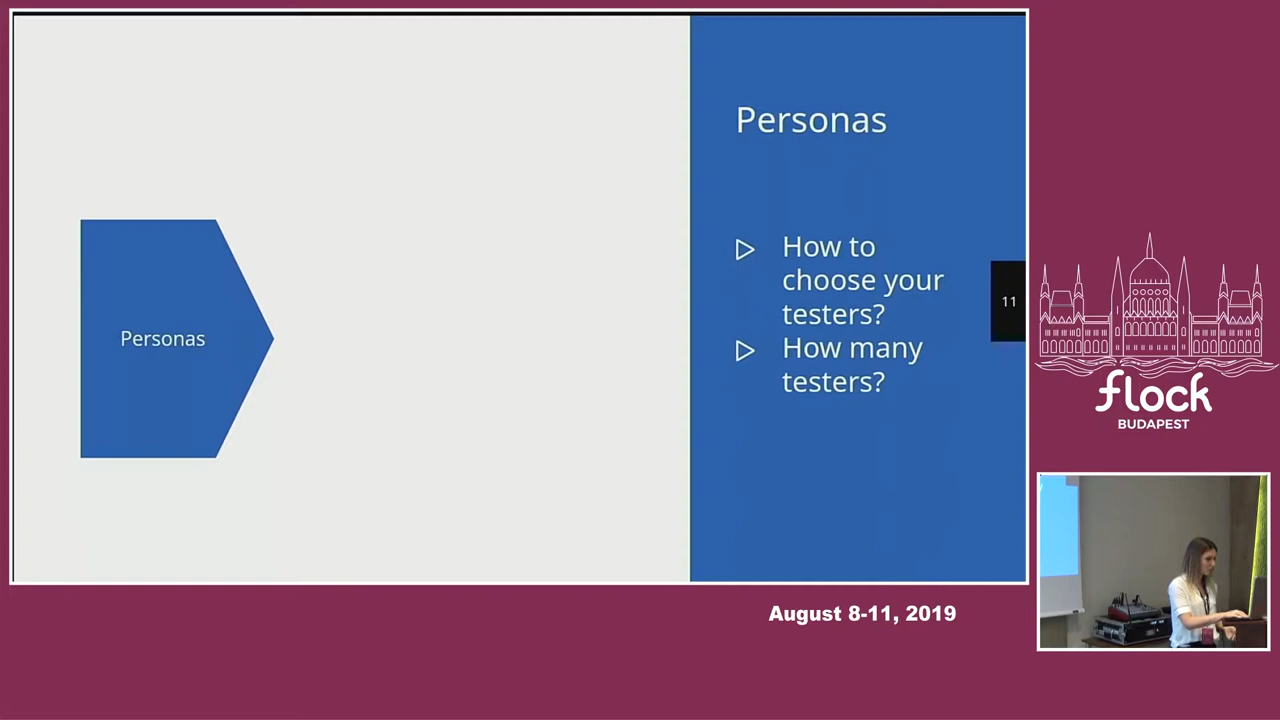 Personas
Personas
How to
choose your
testers?
How many
testers?
11
flock
BUDAPEST
August 8-11, 2019